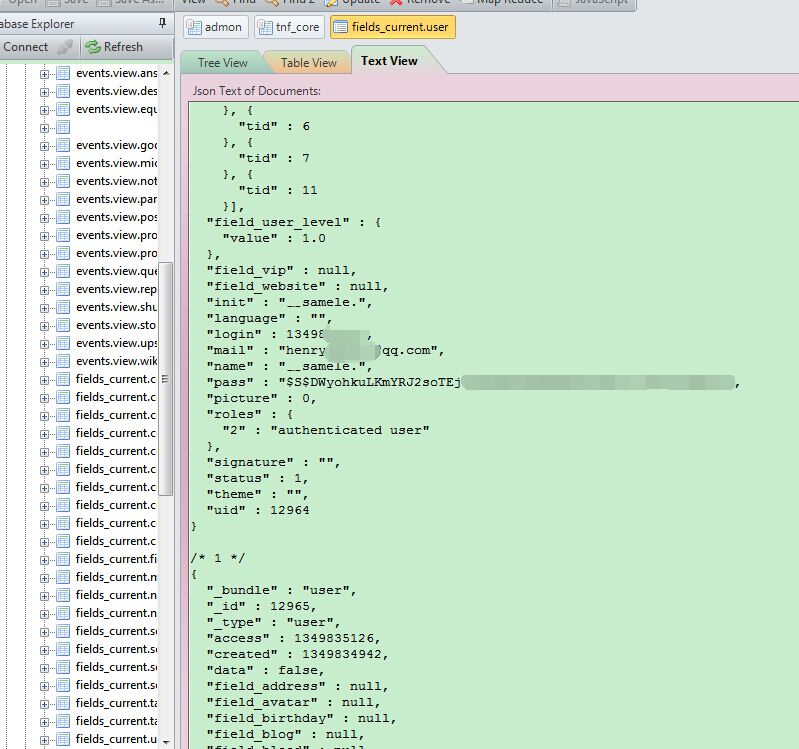 Open Save Save As... View Find Find 2 Update Remove Map Reduce JavaScript
abase Explorer
Connect Refresh
admon tnf_core fields_current.user
Tree View Table View Text View
Json Text of Documents:
events.view.ans
events.view.des
events.view.equ
events.view.goo
events.view.mic
events.view.not
events.view.par
events.view.pos
events.view.pro
events.view.pro
events.view.que
events.view.rep
events.view.shu
events.view.sto
events.view.ups
events.view.wik
fields_current.c
fields_current.c
fields_current.c
fields_current.c
fields_current.c
fields_current.c
fields_current.c
fields_current.c
fields_current.c
fields_current.c
fields_current.fi
fields_current.m
fields_current.n
fields_current.n
fields_current.se
fields_current.se
fields_current.se
fields_current.se
fields_current.ta
fields_current.ta
fields_current.u
}, {
"tid" : 6
}, {
"tid" : 7
}, {
"tid" : 11
}],
"field_user_level" : {
"value" : 1.0
},
"field_vip" : null,
"field_website" : null,
"init" : "__samele.",
"language" : "",
"login" : 13498
"mail" : "henry qq.com",
"name" : "__samele.",
"pass" : "$S$DWyohkuLKmYRJ2soTEj ,
"picture" : 0,
"roles" : {
"2" : "authenticated user"
},
"signature" : "",
"status" : 1,
"theme" : "",
"uid" : 12964
}
/* 1 */
{
"_bundle" : "user",
"_id" : 12965,
"_type" : "user",
"access" : 1349835126,
"created" : 1349834942,
"data" : false,
"field_address" : null,
"field_avatar" : null,
"field_birthday" : null,
"field_blog" : null,
"field_blood" : null